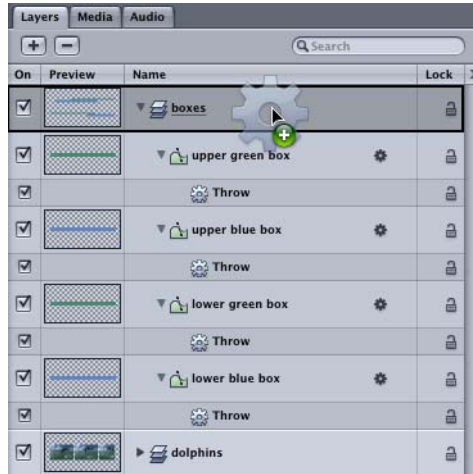 Layers Media Audio
Search
On Preview Name Lock
boxes
upper green box
Throw
upper blue box
Throw
lower green box
Throw
lower blue box
Throw
dolphins